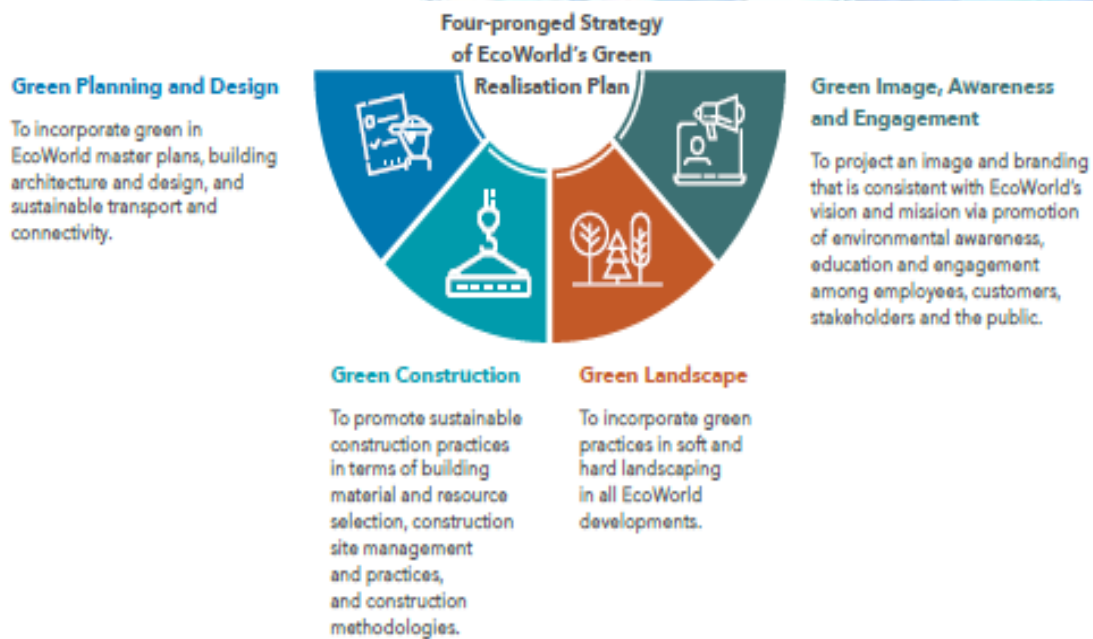 Four-pronged Strategy
of EcoWorld's Green
Realisation Plan
Green Planning and Design
To incorporate green in
EcoWorld master plans, building
architecture and design, and
sustainable transport and
connectivity.
Green Construction
To promote sustainable
construction practices
in terms of building
material and resource
selection, construction
site management
and practices,
and construction
methodologies.
Green Landscape
To incorporate green
practices in soft and
hard landscaping
in all EcoWorld
developments.
Green Image, Awareness
and Engagement
To project an image and branding
that is consistent with EcoWorld's
vision and mission via promotion
of environmental awareness,
education and engagement
among employees, customers,
stakeholders and the public.